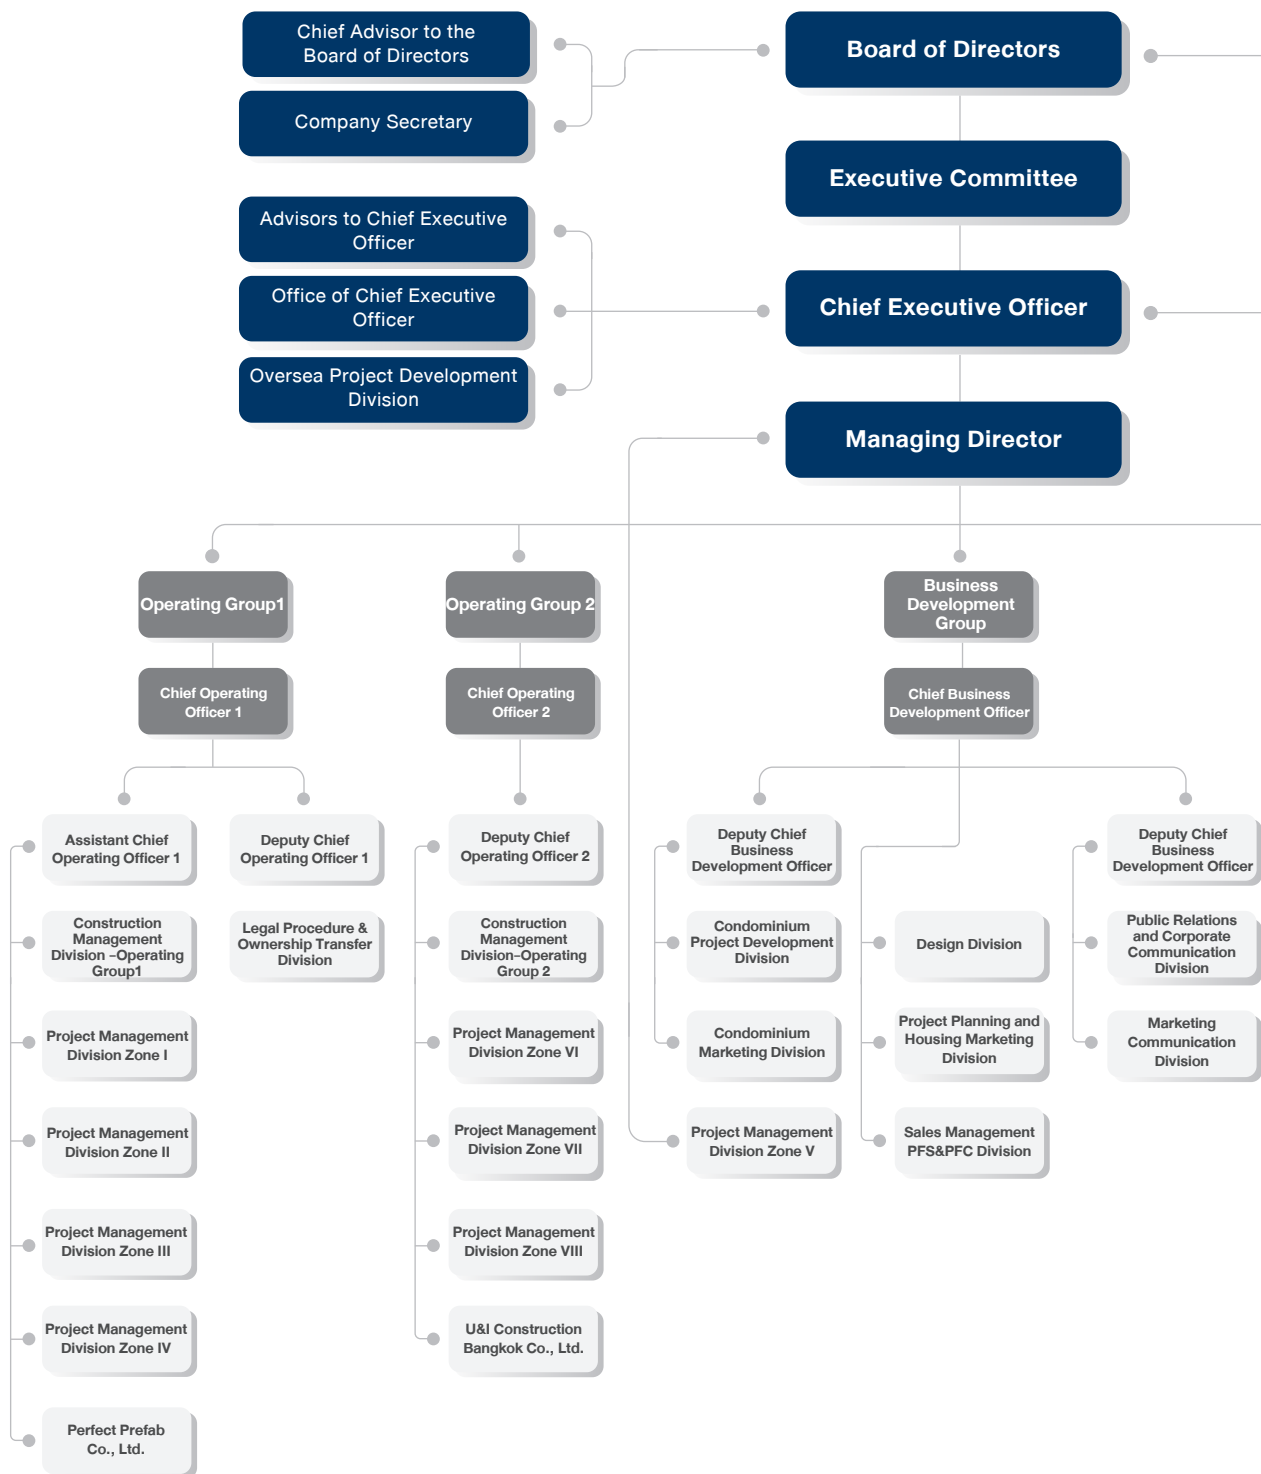 Chief Advisor to the
Board of Directors
Board of Directors
Company Secretary
Executive Committee
Advisors to Chief Executive
Officer
Office of Chief Executive
Officer
Chief Executive Officer
Oversea Project Development
Division
Managing Director
Operating Group1
Operating Group 2
Business
Development
Group
Chief Operating
Officer 1
Chief Operating
Officer 2
Chief Business
Development Officer
Assistant Chief
Operating Officer 1
Deputy Chief
Operating Officer 1
Deputy Chief
Operating Officer 2
Deputy Chief
Business
Development Officer
Deputy Chief
Business
Development Officer
Construction
Management
Division –Operating
Group1
Legal Procedure &
Ownership Transfer
Division
Construction
Management
Division–Operating
Group 2
Condominium
Project Development
Division
Design Division
Public Relations
and Corporate
Communication
Division
Project Management
Division Zone I
Project Management
Division Zone VI
Condominium
Marketing Division
Project Planning and
Housing Marketing
Division
Marketing
Communication
Division
Project Management
Division Zone II
Project Management
Division Zone VII
Project Management
Division Zone V
Sales Management
PFS&PFC Division
Project Management
Division Zone III
Project Management
Division Zone VIII
Project Management
Division Zone IV
U&I Construction
Bangkok Co., Ltd.
Perfect Prefab
Co., Ltd.